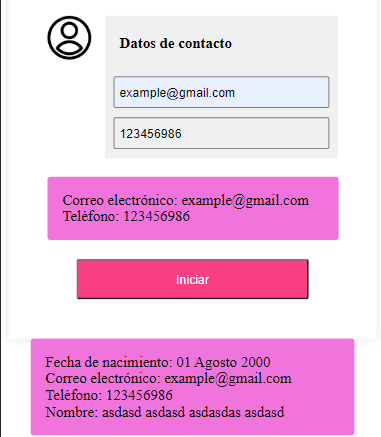 Datos de contacto
example@gmail.com
123456986
Correo electrónico: example@gmail.com
Teléfono: 123456986
Iniciar
Fecha de nacimiento: 01 Agosto 2000
Correo electrónico: example@gmail.com
Teléfono: 123456986
Nombre: asdasd asdasd asdasdas asdasd